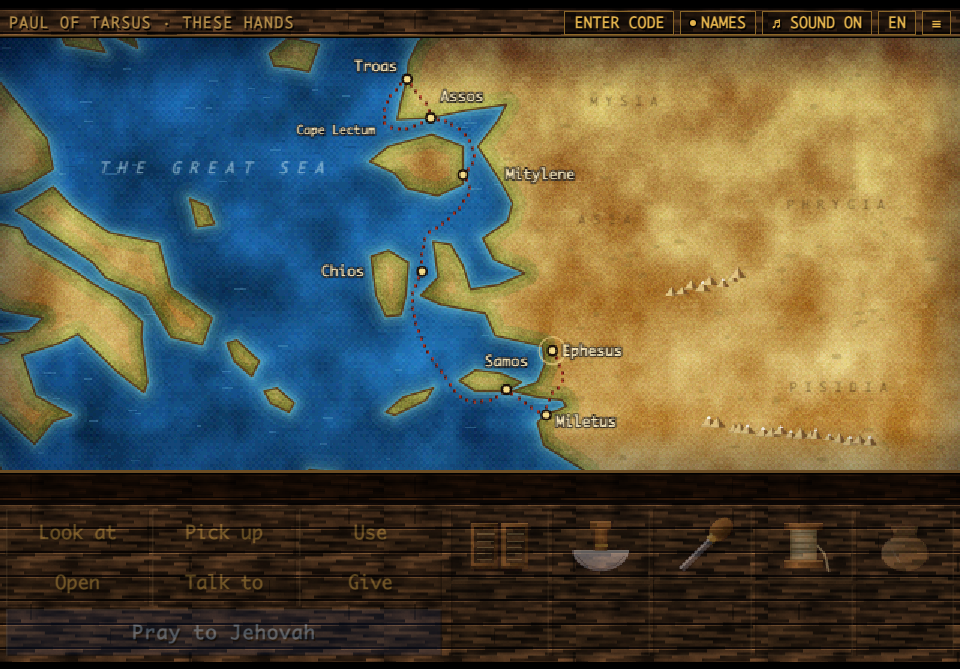 PAUL OF TARSUS · THESE HANDS
ENTER CODE
● NAMES
♬ SOUND ON
EN
≡
Troas
Assos
MYSIA
Cape Lectum
THE GREAT SEA
Mitylene
PHRYGIA
ASIA
Chios
Ephesus
Samos
PISIDIA
Miletus
Look at
Pick up
Use
Open
Talk to
Give
Pray to Jehovah